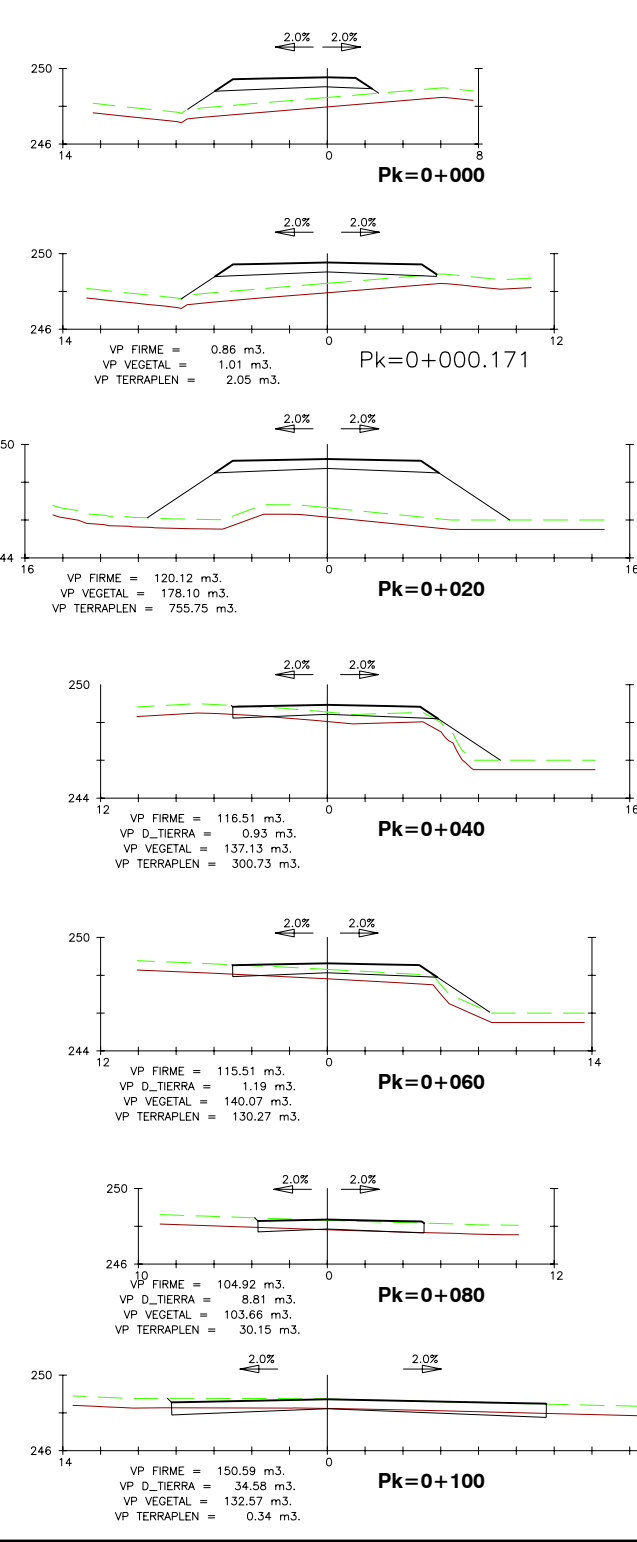 2.0% 2.0%
250
246
14 0 8
Pk=0+000
2.0% 2.0%
250
246
14 0 12
VP FIRME = 0.86 m3.
VP VEGETAL = 1.01 m3.
VP TERRAPLEN = 2.05 m3.
Pk=0+000.171
2.0% 2.0%
50
44
16 0 16
VP FIRME = 120.12 m3.
VP VEGETAL = 178.10 m3.
VP TERRAPLEN = 755.75 m3.
Pk=0+020
2.0% 2.0%
250
244
12 0 16
VP FIRME = 116.51 m3.
VP D_TIERRA = 0.93 m3.
VP VEGETAL = 137.13 m3.
VP TERRAPLEN = 300.73 m3.
Pk=0+040
2.0% 2.0%
250
244
12 0 14
VP FIRME = 115.51 m3.
VP D_TIERRA = 1.19 m3.
VP VEGETAL = 140.07 m3.
VP TERRAPLEN = 130.27 m3.
Pk=0+060
2.0% 2.0%
250
246
10 0 12
VP FIRME = 104.92 m3.
VP D_TIERRA = 8.81 m3.
VP VEGETAL = 103.66 m3.
VP TERRAPLEN = 30.15 m3.
Pk=0+080
2.0% 2.0%
250
246
14 0
VP FIRME = 150.59 m3.
VP D_TIERRA = 34.58 m3.
VP VEGETAL = 132.57 m3.
VP TERRAPLEN = 0.34 m3.
Pk=0+100